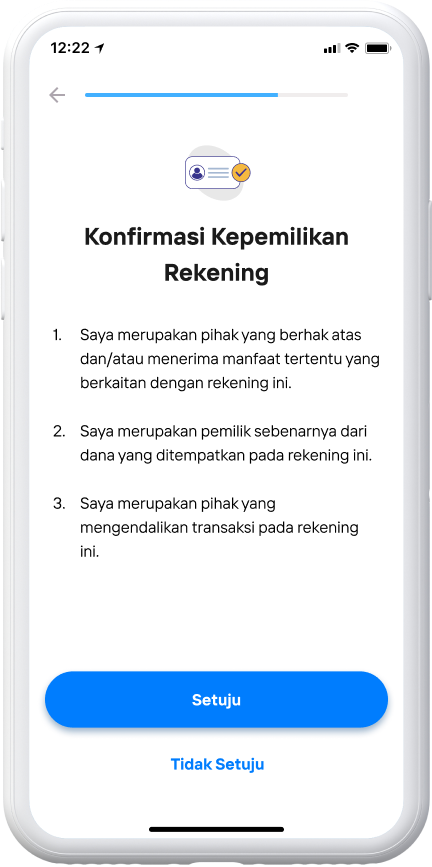 12:22
Konfirmasi Kepemilikan
Rekening
1. Saya merupakan pihak yang berhak atas
dan/atau menerima manfaat tertentu yang
berkaitan dengan rekening ini.
2. Saya merupakan pemilik sebenarnya dari
dana yang ditempatkan pada rekening ini.
3. Saya merupakan pihak yang
mengendalikan transaksi pada rekening
ini.
Setuju
Tidak Setuju